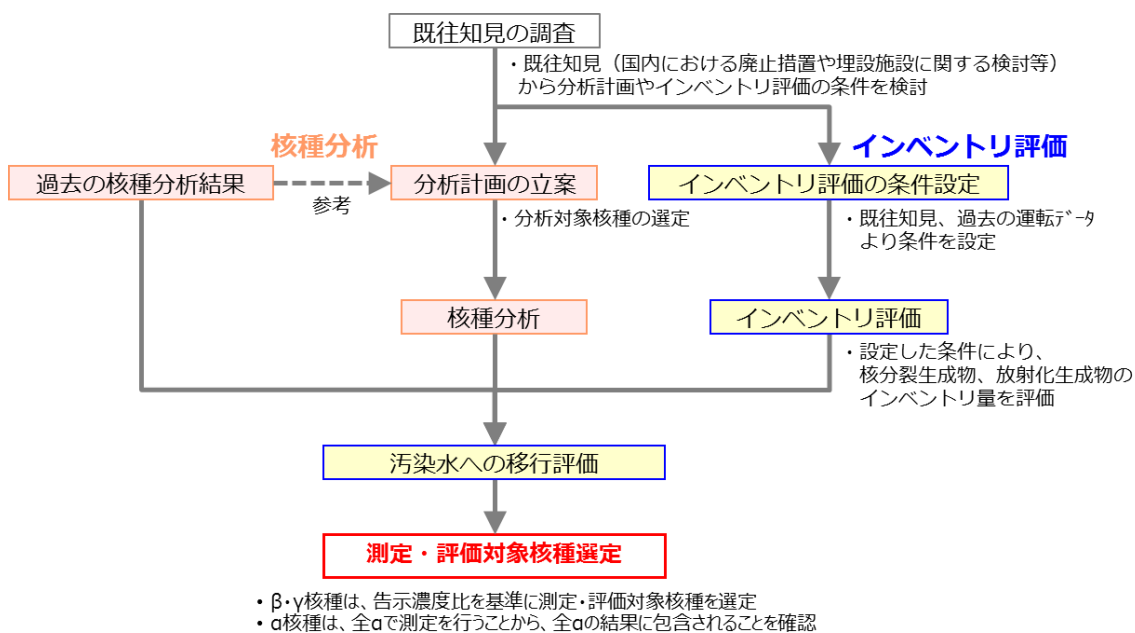 既往知見の調査
・既往知見（国内における廃止措置や埋設施設に関する検討等）
から分析計画やインベントリ評価の条件を検討
核種分析
インベントリ評価
過去の核種分析結果
参考
分析計画の立案
インベントリ評価の条件設定
・分析対象核種の選定
・既往知見、過去の運転ﾃﾞｰﾀ
より条件を設定
核種分析
インベントリ評価
・設定した条件により、
核分裂生成物、放射化生成物の
インベントリ量を評価
汚染水への移行評価
測定・評価対象核種選定
・β･γ核種は、告示濃度比を基準に測定・評価対象核種を選定
・α核種は、全αで測定を行うことから、全αの結果に包含されることを確認